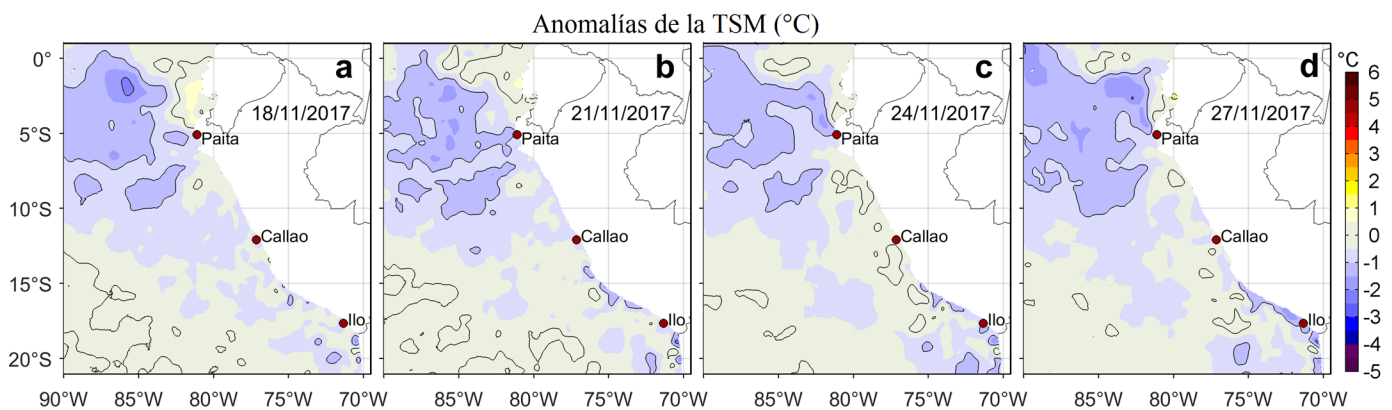 Anomalías de la TSM (°C)
a b c d °C
18/11/2017 21/11/2017 24/11/2017 27/11/2017
0°
5°S
10°S
15°S
20°S
Paita Paita Paita Paita
Callao Callao Callao Callao
Ilo Ilo Ilo Ilo
6
5
4
3
2
1
0
-1
-2
-3
-4
-5
90°W 85°W 80°W 75°W 70°W 85°W 80°W 75°W 70°W 85°W 80°W 75°W 70°W 85°W 80°W 75°W 70°W